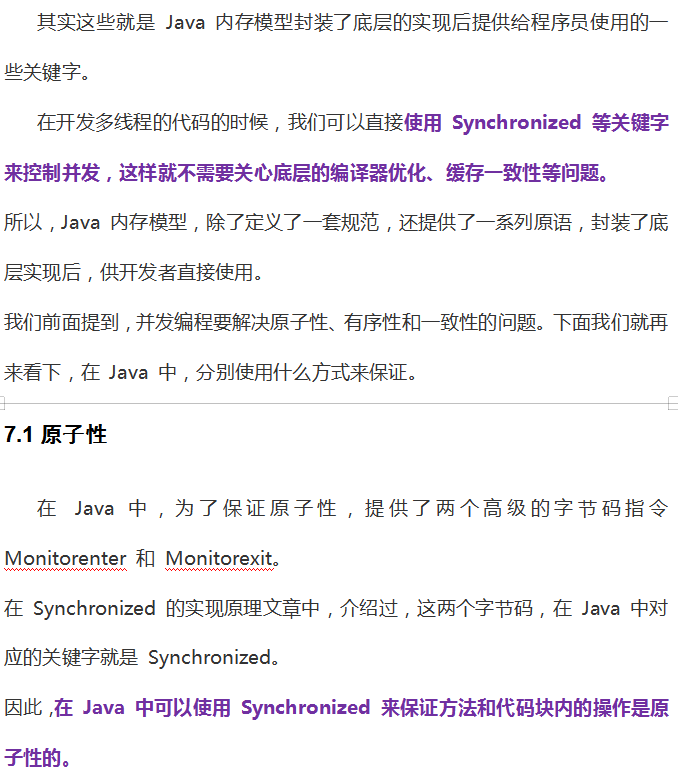 其实这些就是 Java 内存模型封装了底层的实现后提供给程序员使用的一
些关键字。
在开发多线程的代码的时候，我们可以直接使用 Synchronized 等关键字
来控制并发，这样就不需要关心底层的编译器优化、缓存一致性等问题。
所以，Java 内存模型，除了定义了一套规范，还提供了一系列原语，封装了底
层实现后，供开发者直接使用。
我们前面提到，并发编程要解决原子性、有序性和一致性的问题。下面我们就再
来看下，在 Java 中，分别使用什么方式来保证。
7.1 原子性
在 Java 中，为了保证原子性，提供了两个高级的字节码指令
Monitorenter 和 Monitorexit。
在 Synchronized 的实现原理文章中，介绍过，这两个字节码，在 Java 中对
应的关键字就是 Synchronized。
因此，在 Java 中可以使用 Synchronized 来保证方法和代码块内的操作是原
子性的。